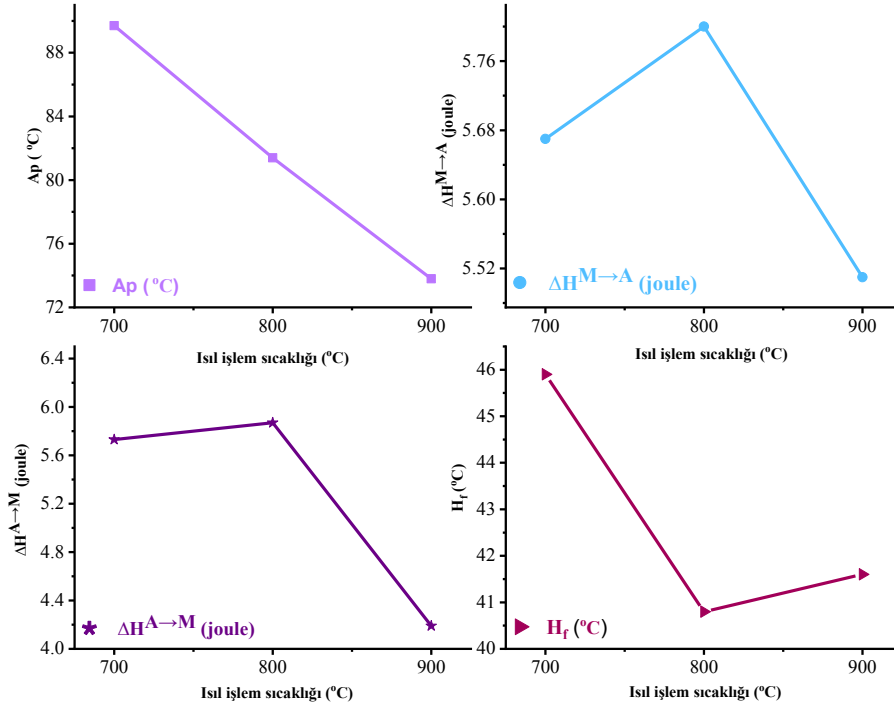 88
84
80
76
72
Ap ( °C)
Ap ( °C)
700
800
900
Isıl işlem sıcaklığı (°C)
5.76
5.68
5.60
5.52
ΔH^M→A (joule)
ΔH^M→A (joule)
700
800
900
Isıl işlem sıcaklığı (°C)
6.4
6.0
5.6
5.2
4.8
4.4
4.0
ΔH^A→M (joule)
ΔH^A→M (joule)
700
800
900
Isıl işlem sıcaklığı (°C)
46
45
44
43
42
41
40
H_f (°C)
H_f (°C)
700
800
900
Isıl işlem sıcaklığı (°C)